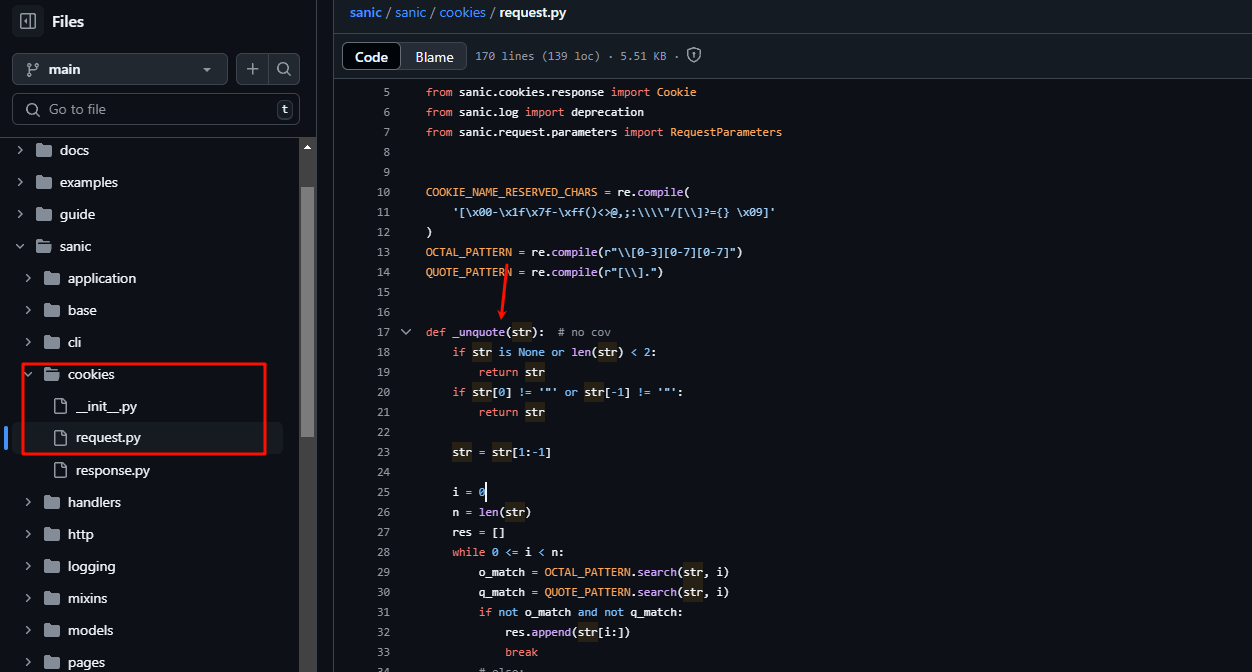 Files
main
Go to file
t
docs
examples
guide
sanic
application
base
cli
cookies
__init__.py
request.py
response.py
handlers
http
logging
mixins
models
pages
sanic / sanic / cookies / request.py
Code Blame 170 lines (139 loc) · 5.51 KB ·
5 from sanic.cookies.response import Cookie
6 from sanic.log import deprecation
7 from sanic.request.parameters import RequestParameters
8
9
10 COOKIE_NAME_RESERVED_CHARS = re.compile(
11 '[\x00-\x1f\x7f-\xff()<>@,;:\\\\"/[\\]?={} \x09]'
12 )
13 OCTAL_PATTERN = re.compile(r"\\[0-3][0-7][0-7]")
14 QUOTE_PATTERN = re.compile(r"[\\].")
15
16
17 def _unquote(str):  # no cov
18 if str is None or len(str) < 2:
19 return str
20 if str[0] != '"' or str[-1] != '"':
21 return str
22
23 str = str[1:-1]
24
25 i = 0
26 n = len(str)
27 res = []
28 while 0 <= i < n:
29 o_match = OCTAL_PATTERN.search(str, i)
30 q_match = QUOTE_PATTERN.search(str, i)
31 if not o_match and not q_match:
32 res.append(str[i:])
33 break
34 # else: